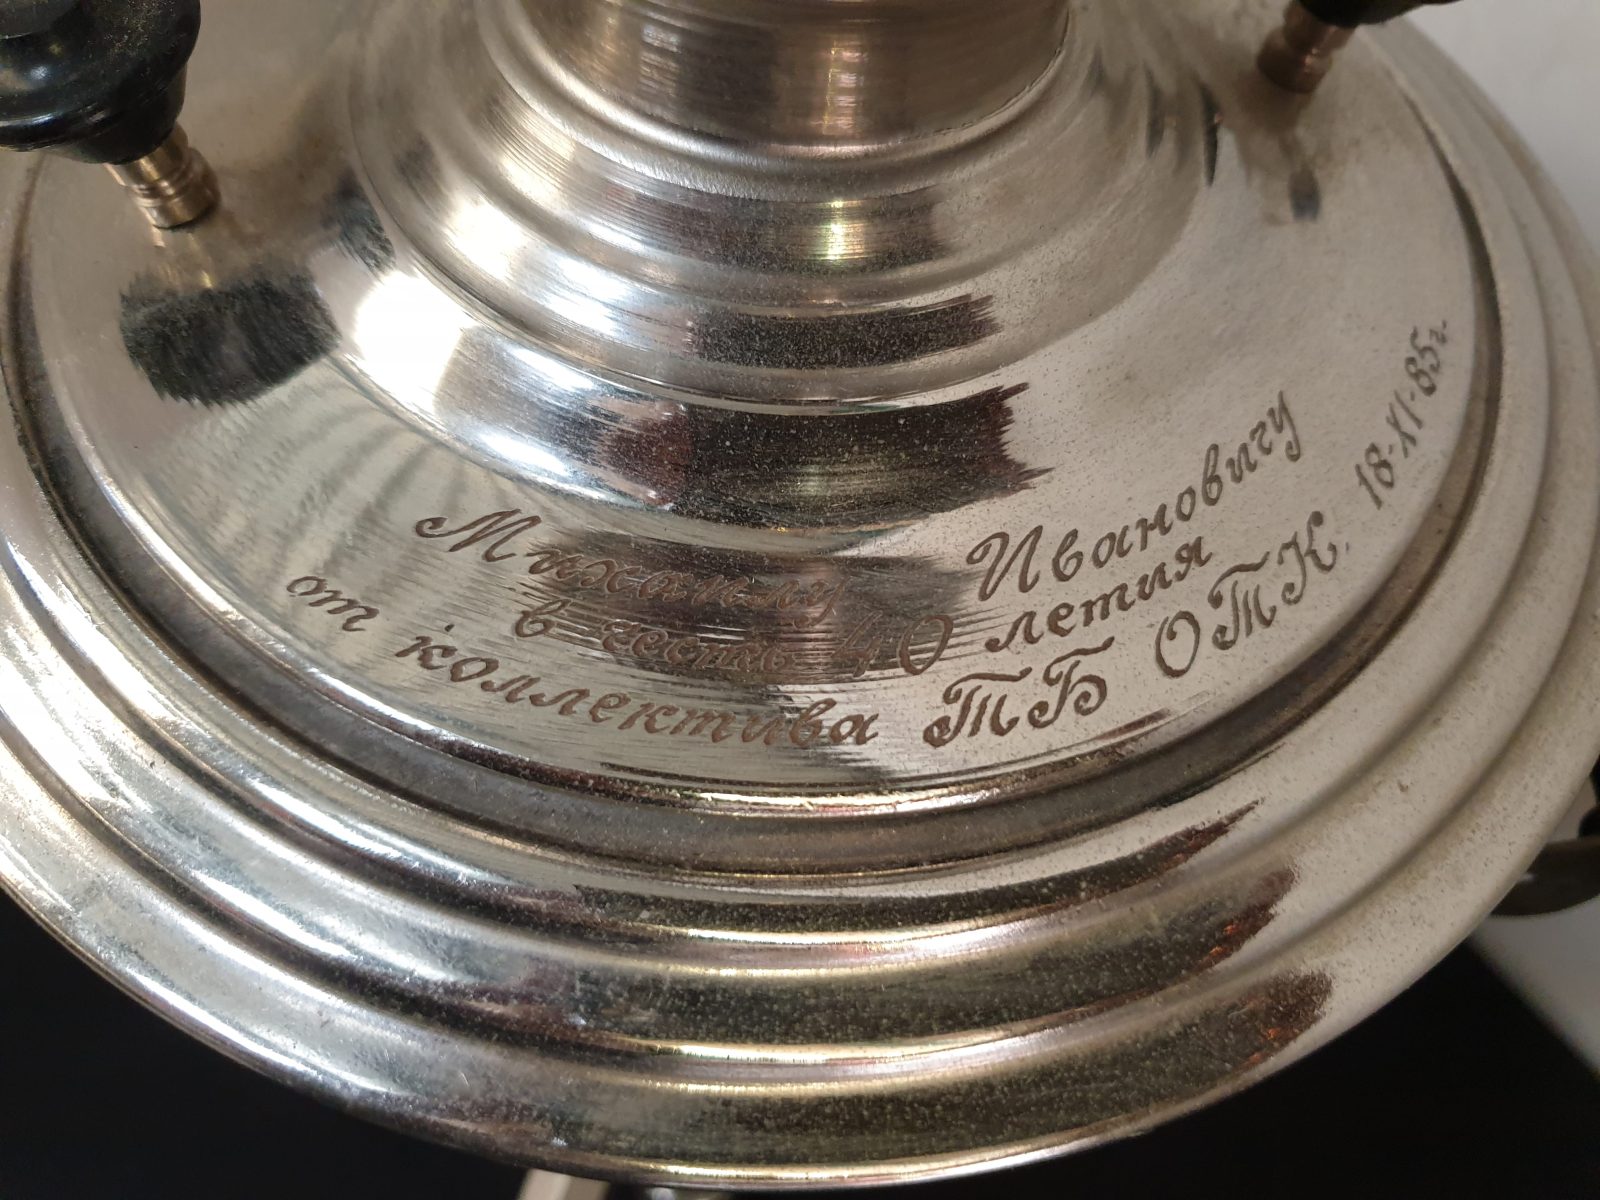 Михаилу Ивановичу
в честь 40 летия
от коллектива ТБ ОТК. 18-XI-85г.